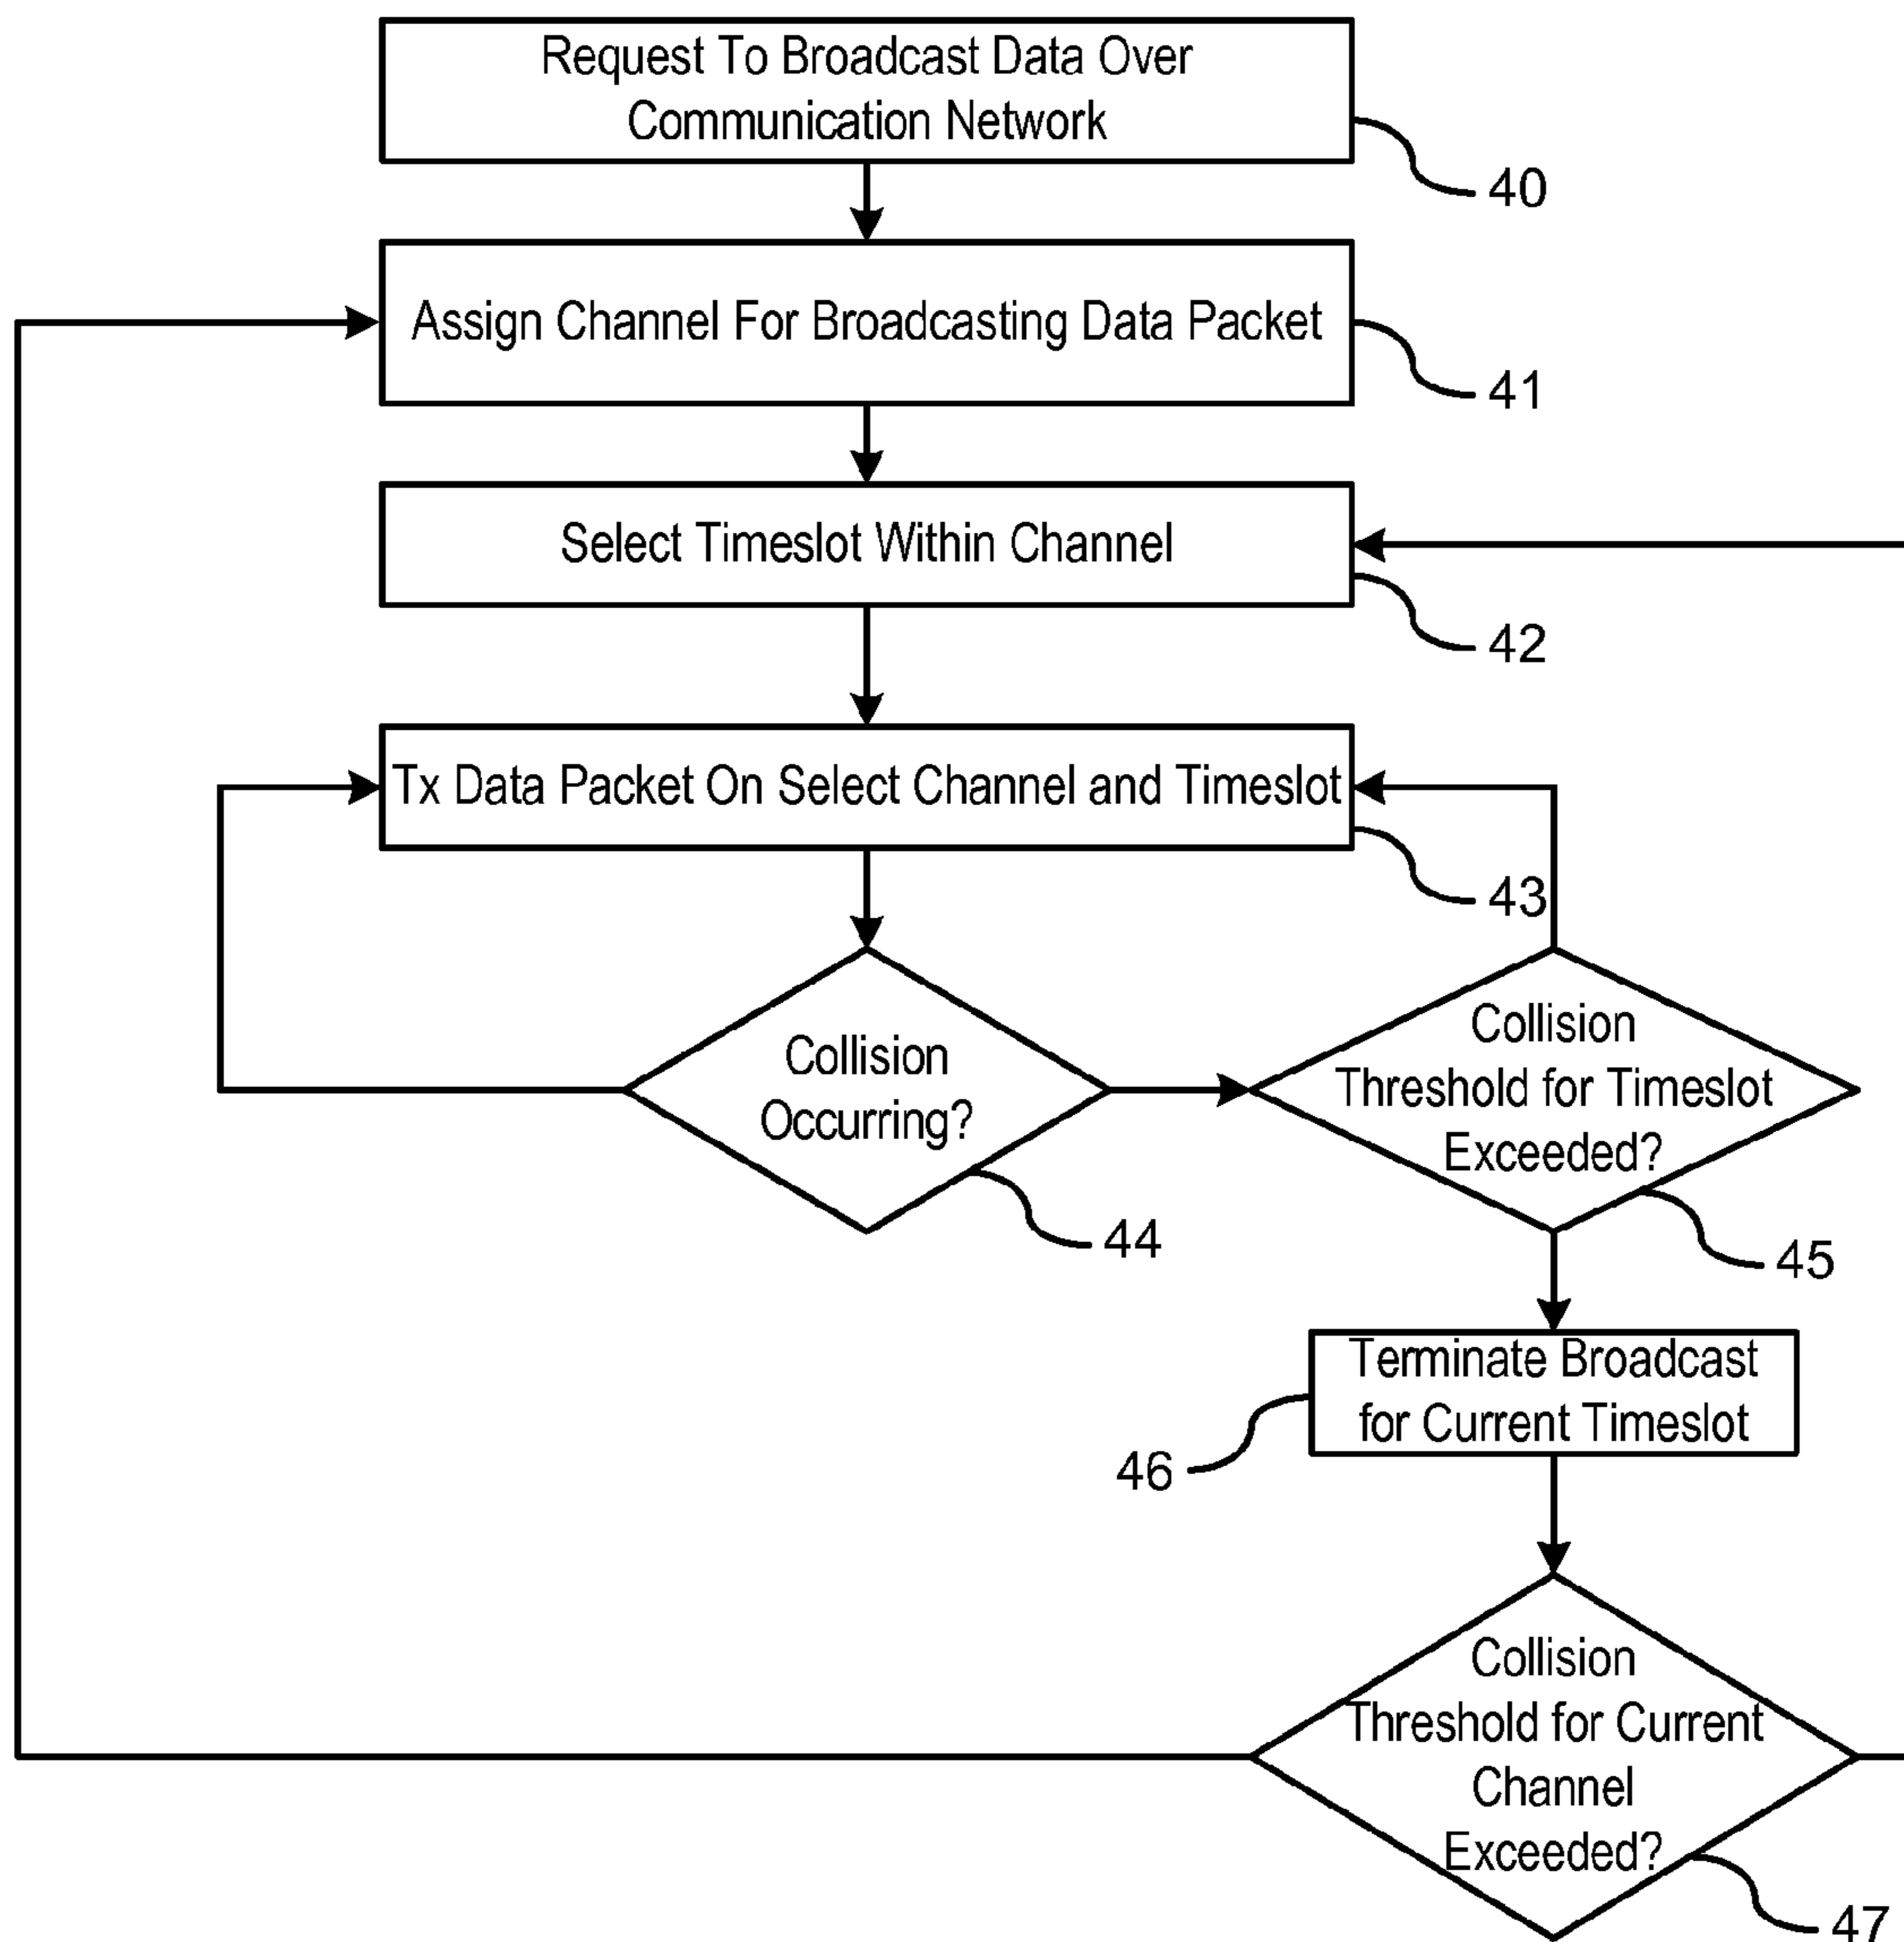 Request To Broadcast Data Over
Communication Network
40
Assign Channel For Broadcasting Data Packet
41
Select Timeslot Within Channel
42
Tx Data Packet On Select Channel and Timeslot
43
Collision
Occurring?
44
Collision
Threshold for Timeslot
Exceeded?
45
Terminate Broadcast
for Current Timeslot
46
Collision
Threshold for Current
Channel
Exceeded?
47